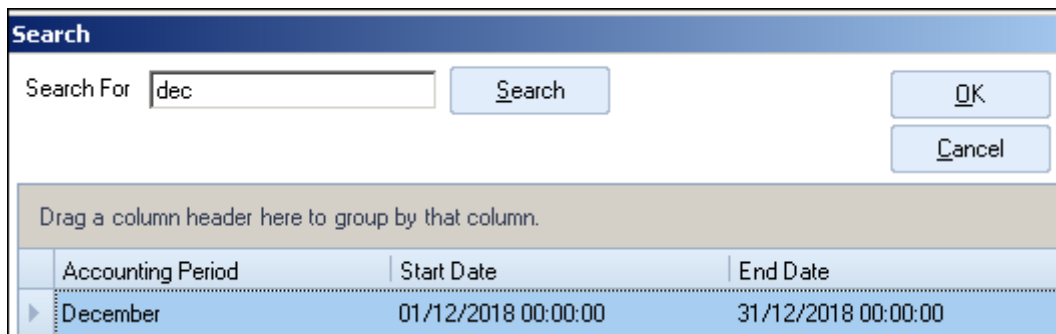 Search
Search For dec Search OK
Cancel
Drag a column header here to group by that column.
Accounting Period Start Date End Date
December 01/12/2018 00:00:00 31/12/2018 00:00:00